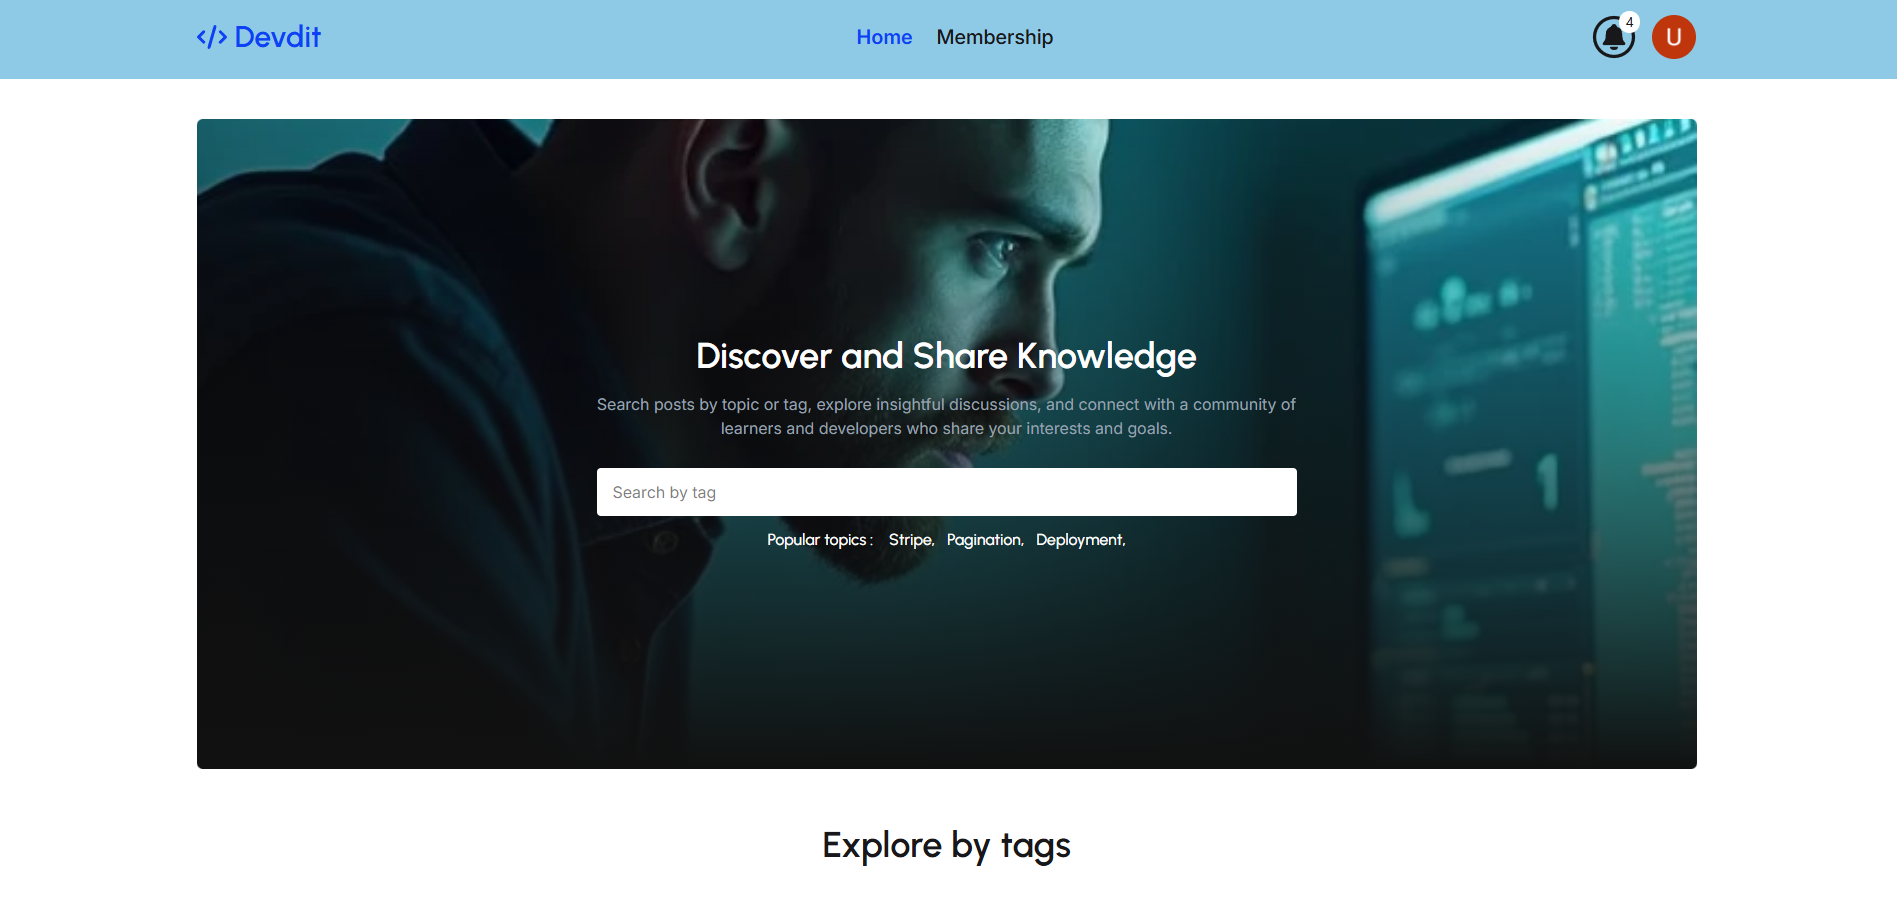 </> Devdit
Home Membership
4
U
Discover and Share Knowledge
Search posts by topic or tag, explore insightful discussions, and connect with a community of
learners and developers who share your interests and goals.
Search by tag
Popular topics : Stripe, Pagination, Deployment,
Explore by tags